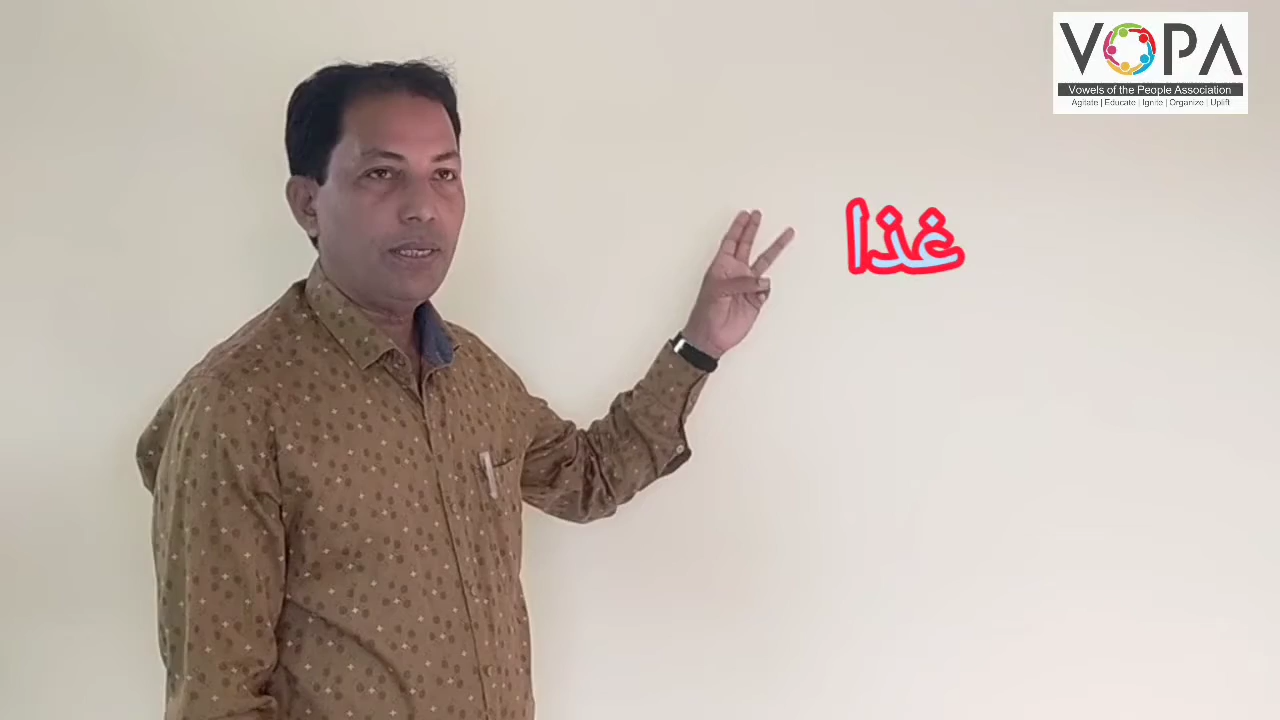 VOPA
Vowels of the People Association
Agitate | Educate | Ignite | Organize | Uplift
غذا